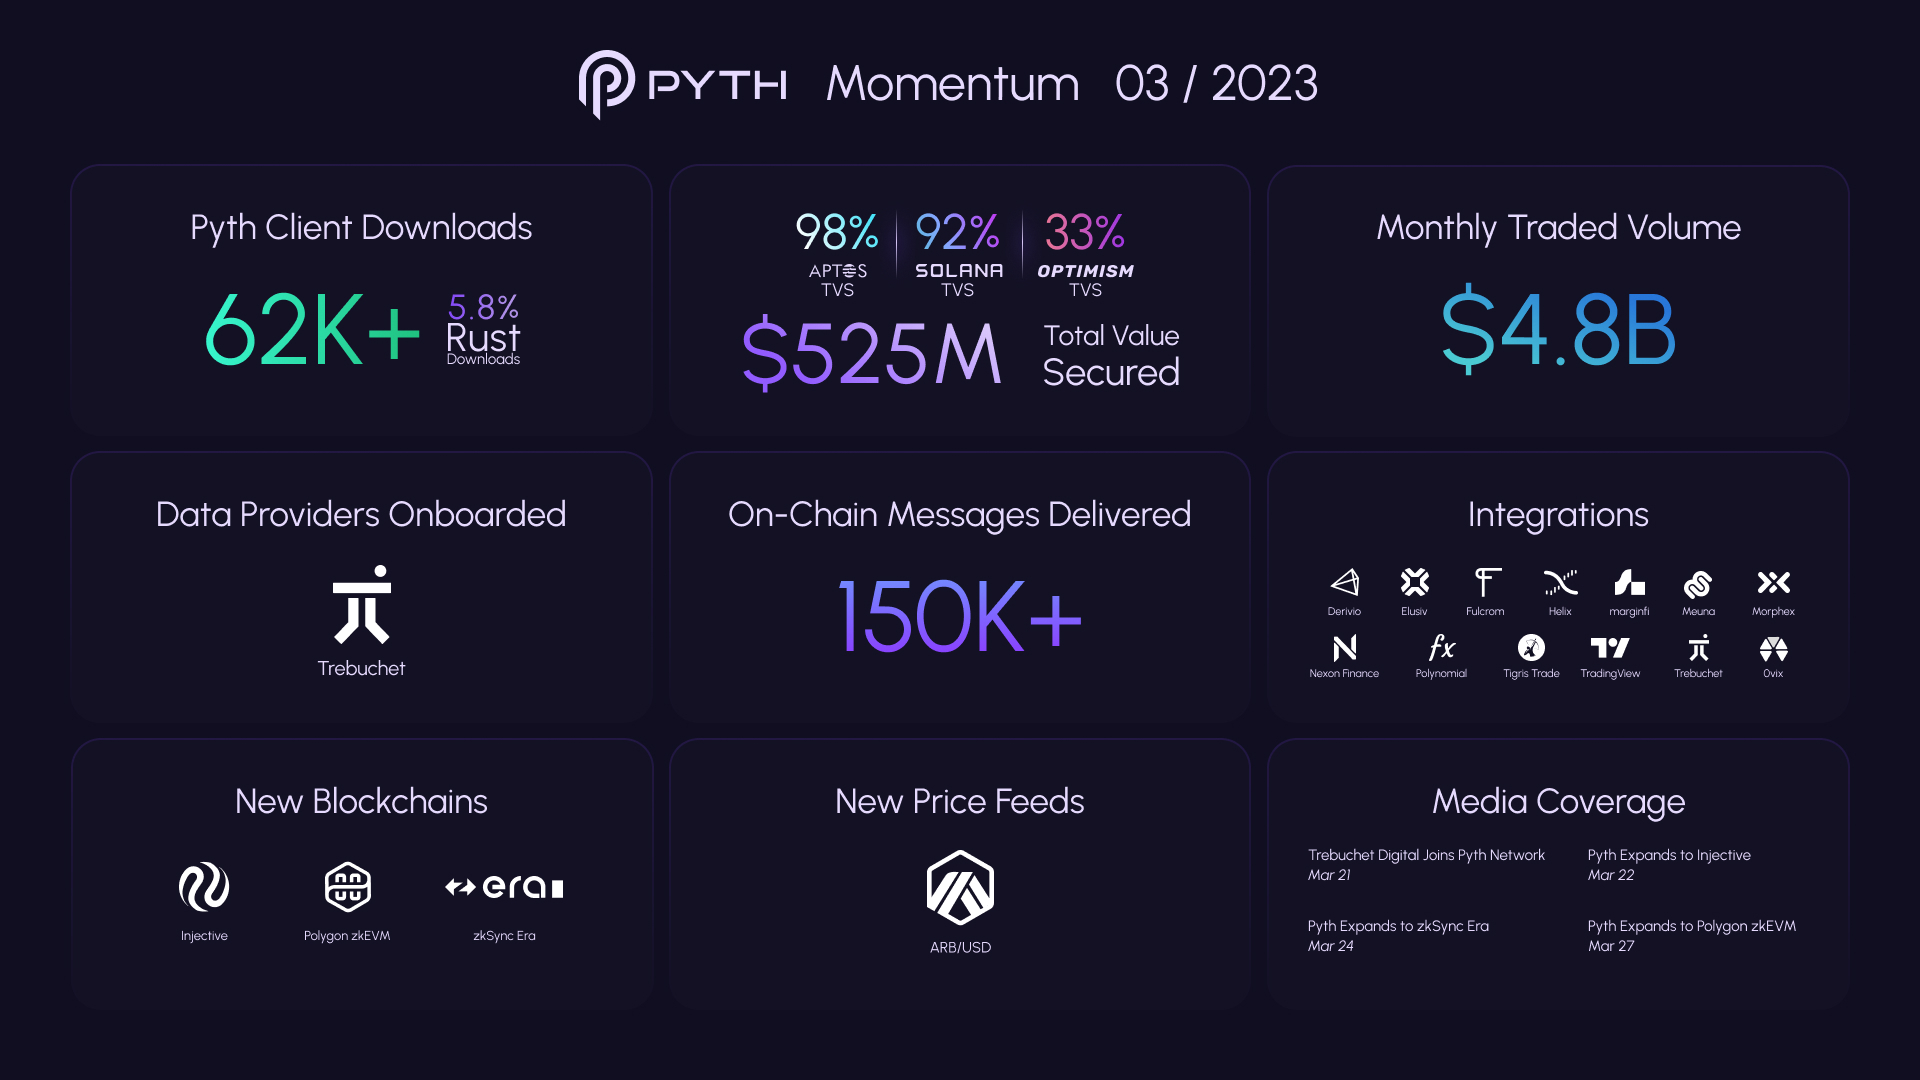 PYTH Momentum 03 / 2023
Pyth Client Downloads
62K+
5.8%
Rust
Downloads
98% 92% 33%
APTOS SOLANA OPTIMISM
TVS TVS TVS
$525M
Total Value
Secured
Monthly Traded Volume
$4.8B
Data Providers Onboarded
Trebuchet
On-Chain Messages Delivered
150K+
Integrations
Derivio Elusiv Fulcrom Helix marginfi Meuna Morphex
fx
Nexon Finance Polynomial Tigris Trade TradingView Trebuchet 0vix
New Blockchains
era
Injective Polygon zkEVM zkSync Era
New Price Feeds
ARB/USD
Media Coverage
Trebuchet Digital Joins Pyth Network
Mar 21
Pyth Expands to Injective
Mar 22
Pyth Expands to zkSync Era
Mar 24
Pyth Expands to Polygon zkEVM
Mar 27